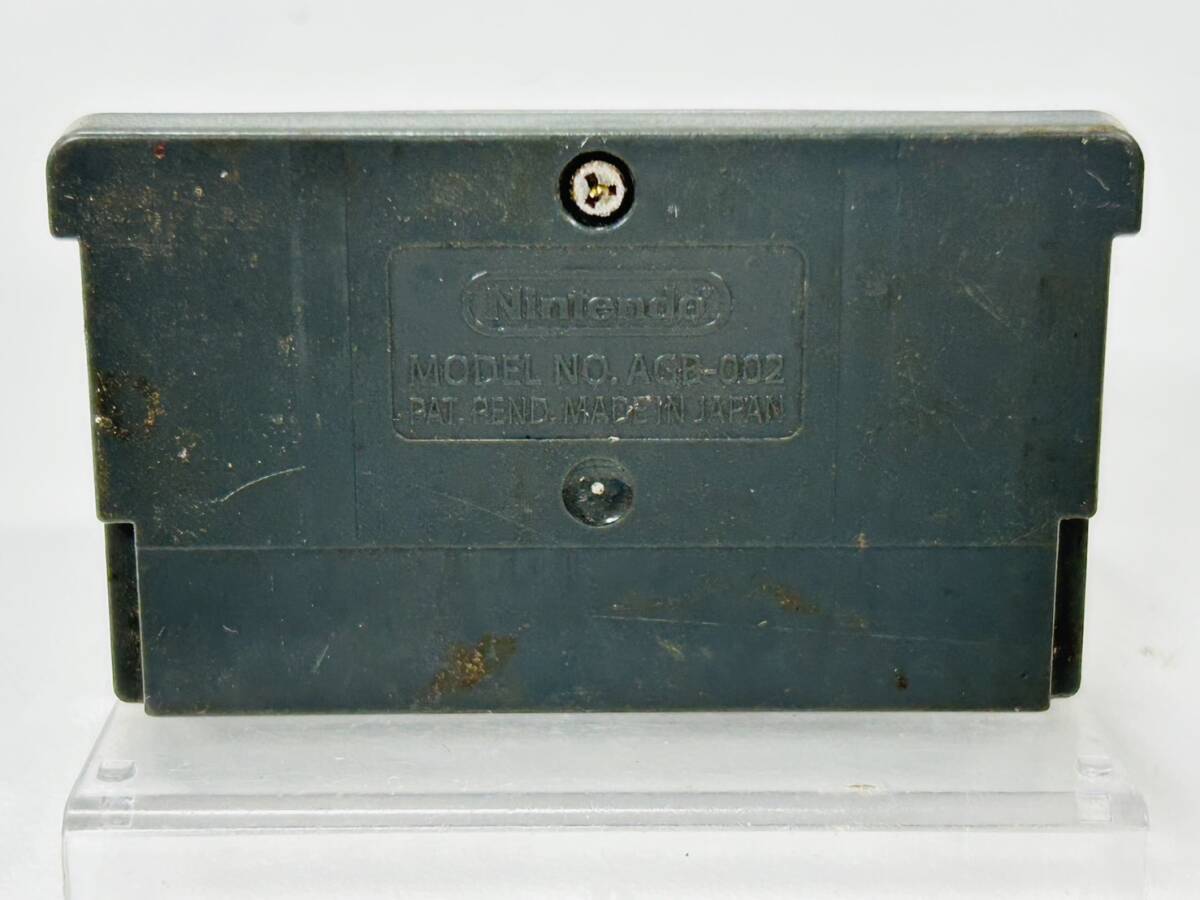 Nintendo®
MODEL NO. AGB-002
PAT. PEND. MADE IN JAPAN